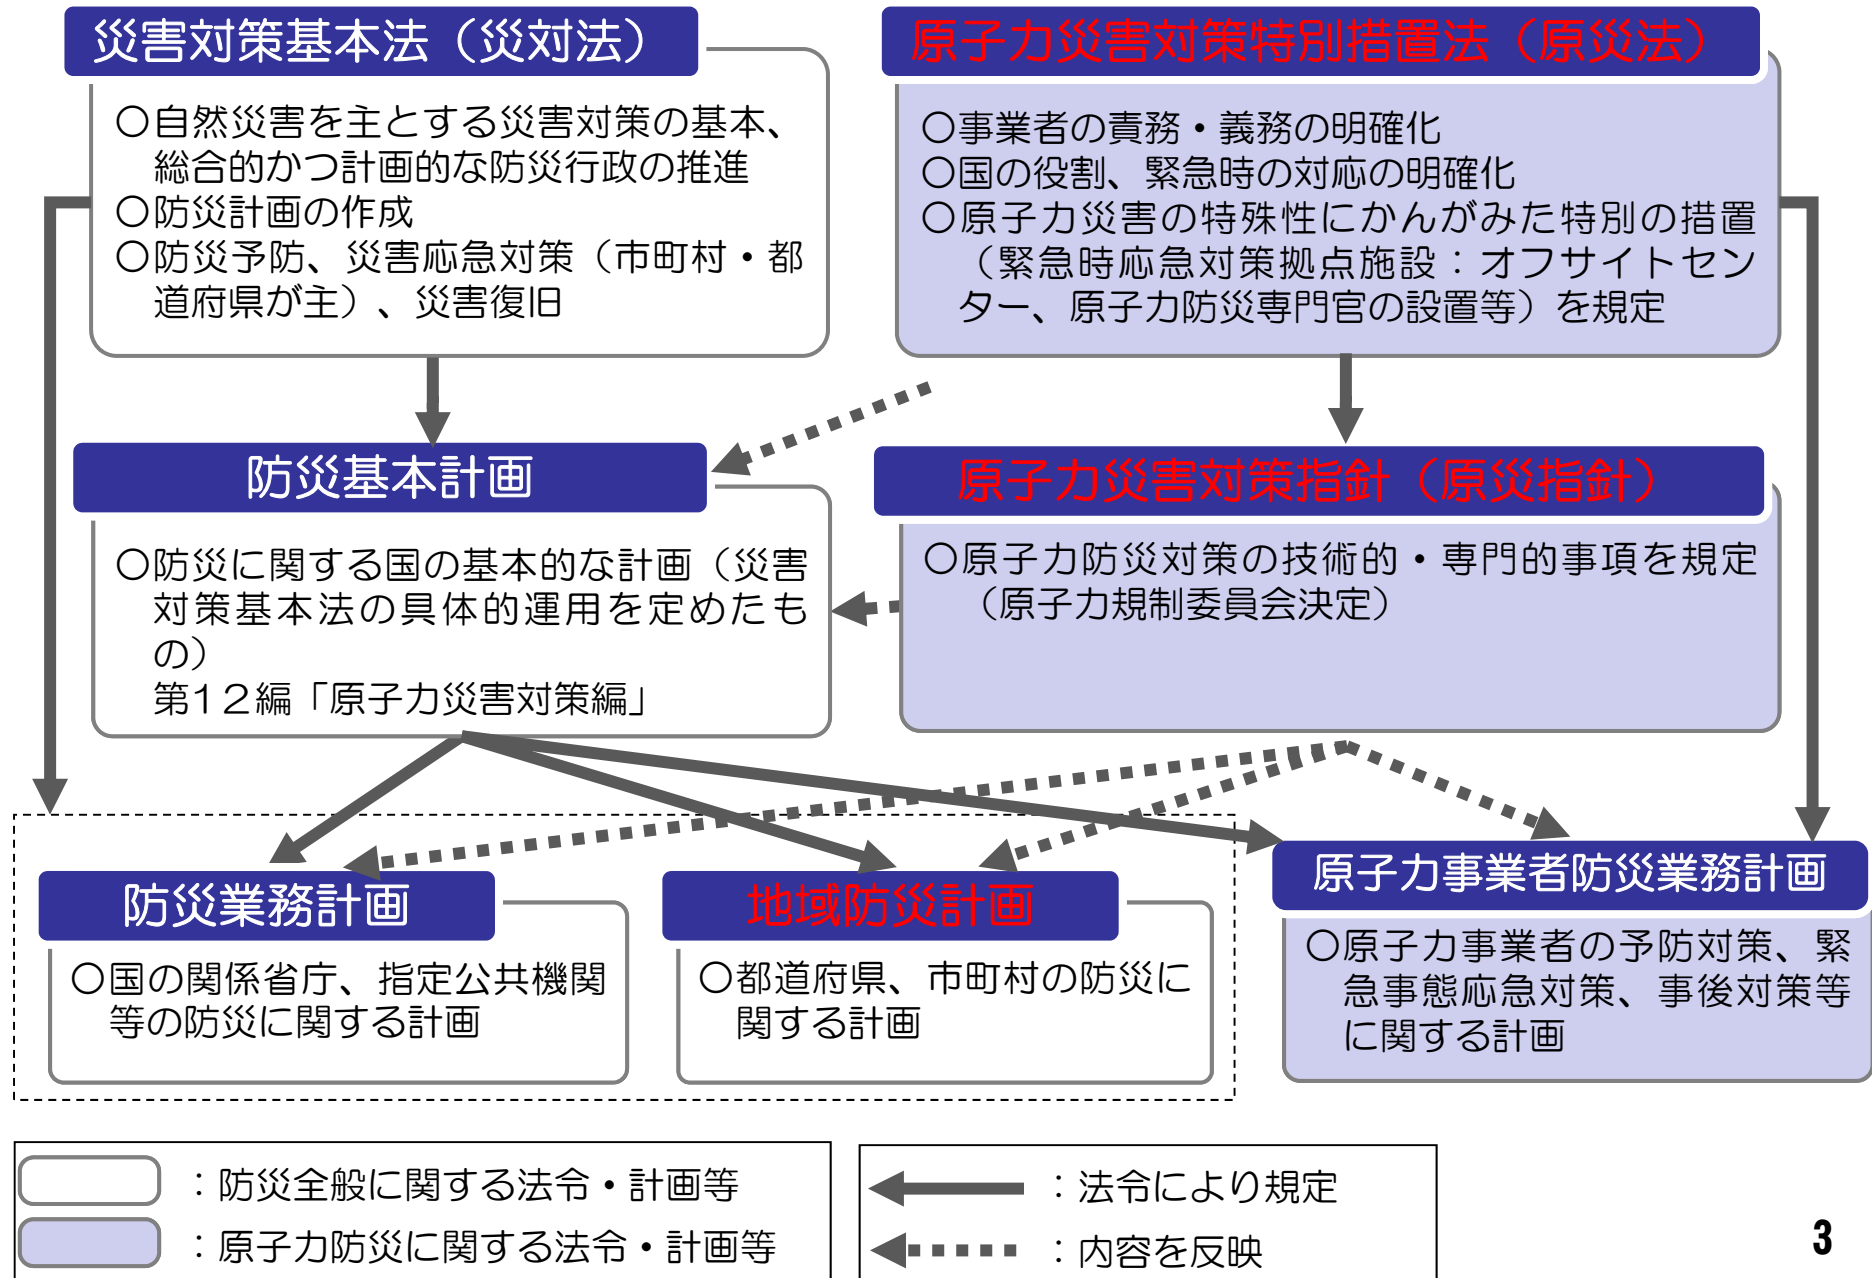 災害対策基本法（災対法）
〇自然災害を主とする災害対策の基本、
総合的かつ計画的な防災行政の推進
〇防災計画の作成
〇防災予防、災害応急対策（市町村・都
道府県が主）、災害復旧
原子力災害対策特別措置法（原災法）
〇事業者の責務・義務の明確化
〇国の役割、緊急時の対応の明確化
〇原子力災害の特殊性にかんがみた特別の措置
（緊急時応急対策拠点施設：オフサイトセン
ター、原子力防災専門官の設置等）を規定
防災基本計画
〇防災に関する国の基本的な計画（災害
対策基本法の具体的運用を定めたも
の）
第12編「原子力災害対策編」
原子力災害対策指針（原災指針）
〇原子力防災対策の技術的・専門的事項を規定
（原子力規制委員会決定）
防災業務計画
〇国の関係省庁、指定公共機関
等の防災に関する計画
地域防災計画
〇都道府県、市町村の防災に
関する計画
原子力事業者防災業務計画
〇原子力事業者の予防対策、緊
急事態応急対策、事後対策等
に関する計画
：防災全般に関する法令・計画等
：原子力防災に関する法令・計画等
：法令により規定
：内容を反映
3